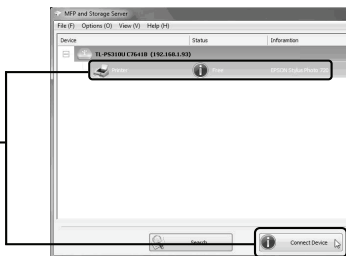 MFP and Storage Server
File (F) Options (O) View (V) Help (H)
Device Status Inforamtion
TL-PS310U C7641B (192.168.1.93)
Printer Free EPSON Stylus Photo
Search Connect Device